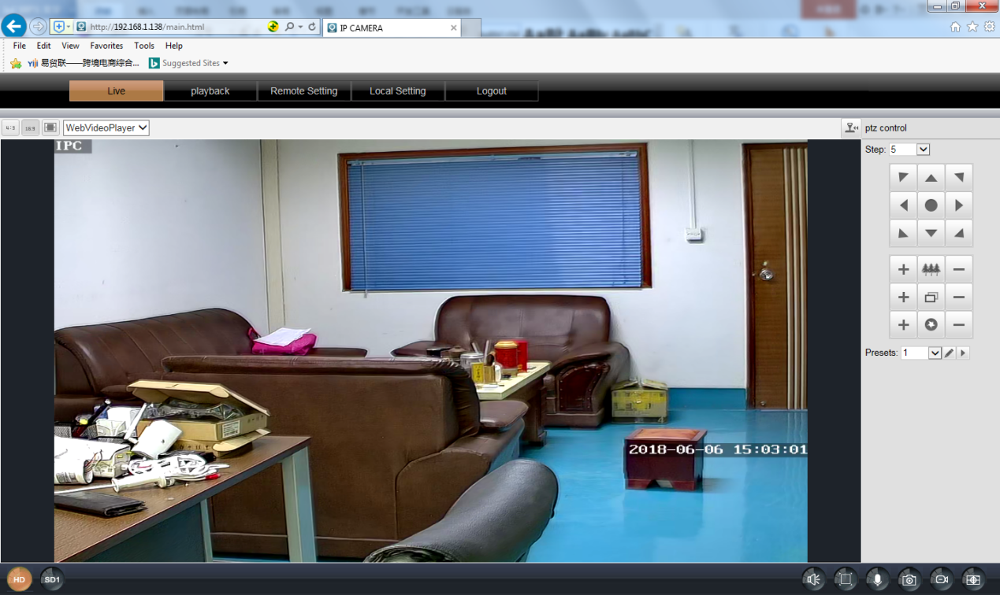 http://192.168.1.138/main.html
IP CAMERA
File Edit View Favorites Tools Help
易贸联——跨境电商综合... Suggested Sites
Live playback Remote Setting Local Setting Logout
4:3 16:9 WebVideoPlayer ptz control
IPC
Step: 5
Presets: 1
2018-06-06 15:03:01
HD SD1